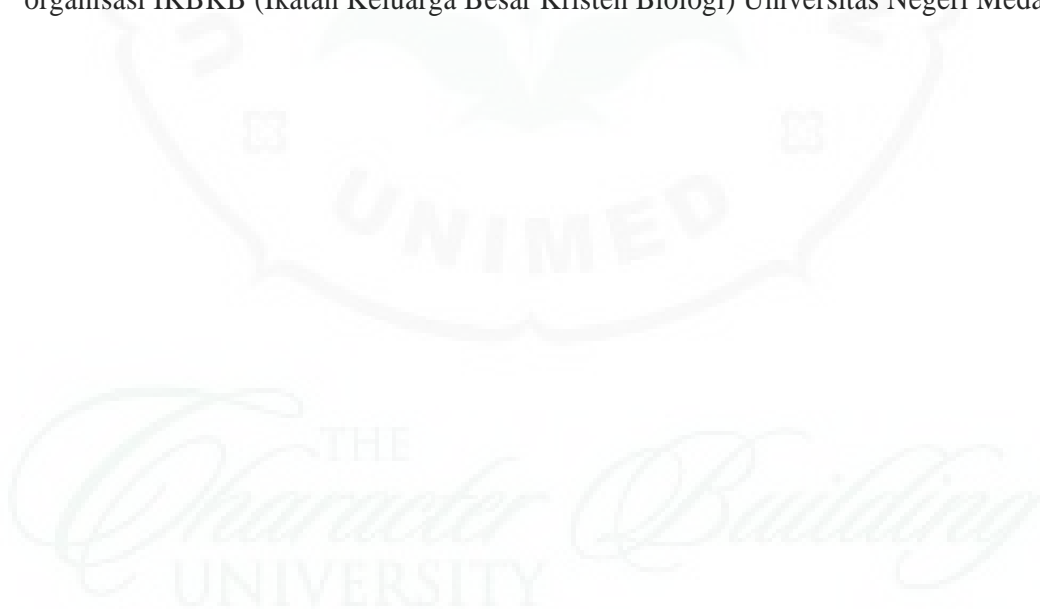 organisasi IKBKB (Ikatan Keluarga Besar Kristen Biologi) Universitas Negeri Meda
UNIMED
THE
Character Building
UNIVERSITY